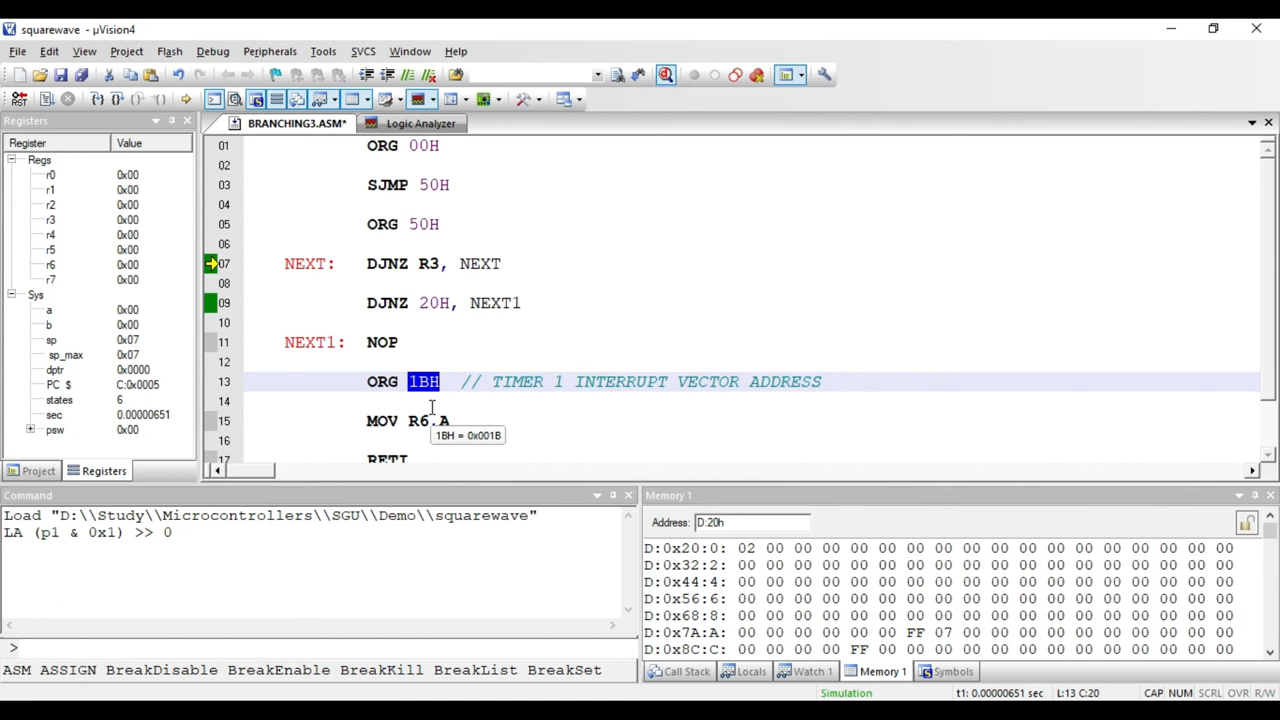 squarewave - µVision4
File Edit View Project Flash Debug Peripherals Tools SVCS Window Help
Registers
Register Value
Regs
r0 0x00
r1 0x00
r2 0x00
r3 0x00
r4 0x00
r5 0x00
r6 0x00
r7 0x00
Sys
a 0x00
b 0x00
sp 0x07
sp_max 0x07
dptr 0x0000
PC $ C:0x0005
states 6
sec 0.00000651
psw 0x00
Project Registers
BRANCHING3.ASM* Logic Analyzer
01 ORG 00H
02
03 SJMP 50H
04
05 ORG 50H
06
07 NEXT: DJNZ R3, NEXT
08
09 DJNZ 20H, NEXT1
10
11 NEXT1: NOP
12
13 ORG 1BH // TIMER 1 INTERRUPT VECTOR ADDRESS
14
15 MOV R6,A
1BH = 0x001B
16
17 RETI
Command
Load "D:\\Study\\Microcontrollers\\SGU\\Demo\\squarewave"
LA (p1 & 0x1) >> 0
>
ASM ASSIGN BreakDisable BreakEnable BreakKill BreakList BreakSet
Memory 1
Address: D:20h
D:0x20:0: 02 00 00 00 00 00 00 00 00 00 00 00 00 00 00 00 00 00
D:0x32:2: 00 00 00 00 00 00 00 00 00 00 00 00 00 00 00 00 00 00
D:0x44:4: 00 00 00 00 00 00 00 00 00 00 00 00 00 00 00 00 00 00
D:0x56:6: 00 00 00 00 00 00 00 00 00 00 00 00 00 00 00 00 00 00
D:0x68:8: 00 00 00 00 00 00 00 00 00 00 00 00 00 00 00 00 00 00
D:0x7A:A: 00 00 00 00 00 00 FF 07 00 00 00 00 00 00 00 00 00 00
D:0x8C:C: 00 00 00 00 FF 00 00 00 00 00 00 00 00 00 00 00 00 00
Call Stack Locals Watch 1 Memory 1 Symbols
Simulation t1: 0.00000651 sec L:13 C:20 CAP NUM SCRL OVR R/W